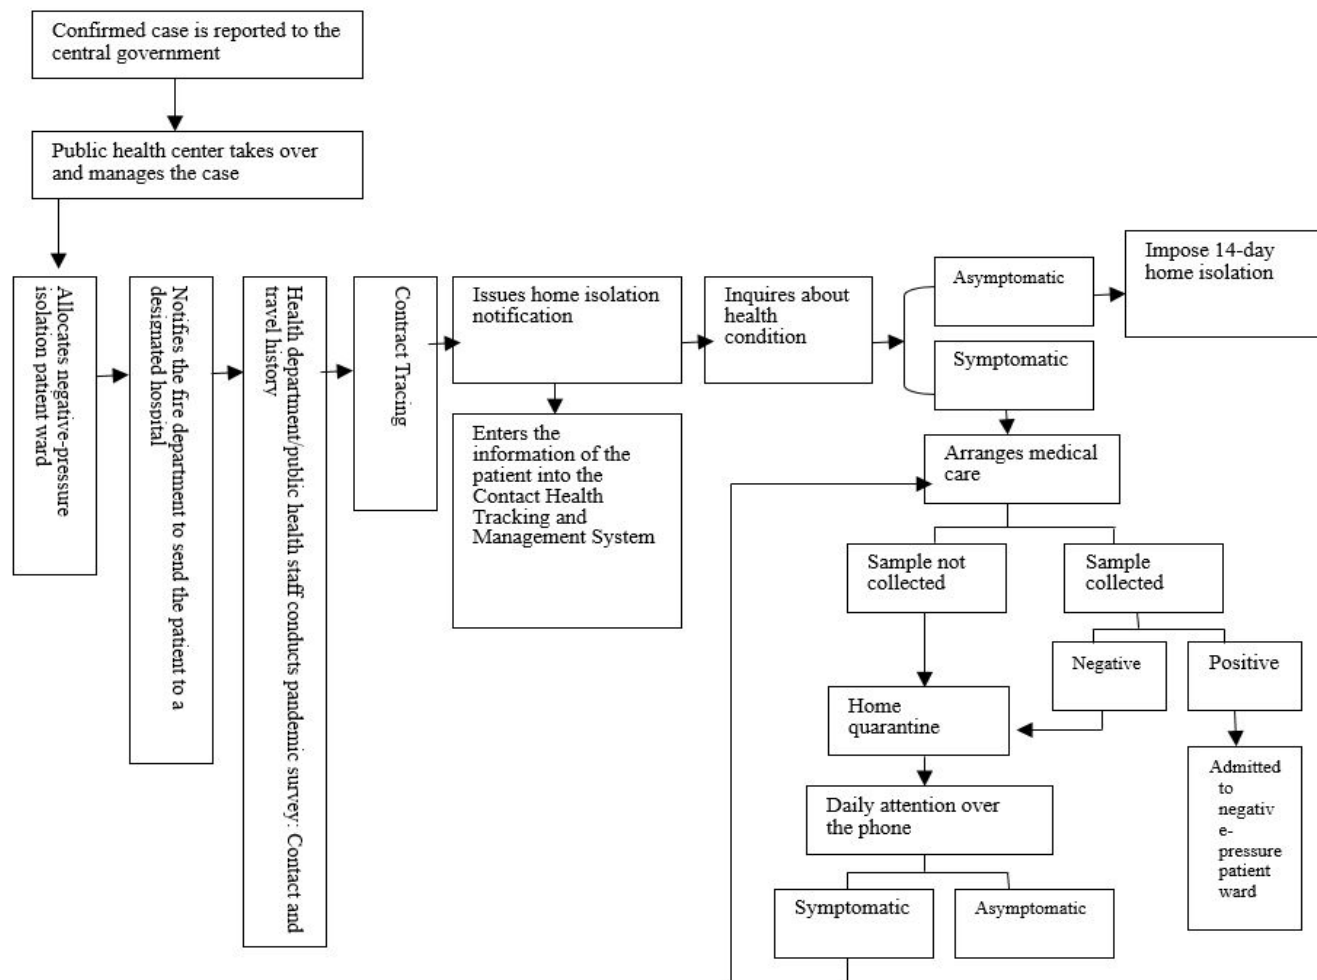 Confirmed case is reported to the
central government
Public health center takes over
and manages the case
Allocates negative-pressure
isolation patient ward
Notifies the fire department to send the patient to a
designated hospital
Health department/public health staff conducts pandemic survey: Contact and
travel history
Contract Tracing
Issues home isolation
notification
Enters the
information of the
patient into the
Contact Health
Tracking and
Management System
Inquires about
health
condition
Asymptomatic
Impose 14-day
home isolation
Symptomatic
Arranges medical
care
Sample not
collected
Sample
collected
Negative
Positive
Home
quarantine
Admitted
to
negativ
e-
pressure
patient
ward
Daily attention over
the phone
Symptomatic
Asymptomatic